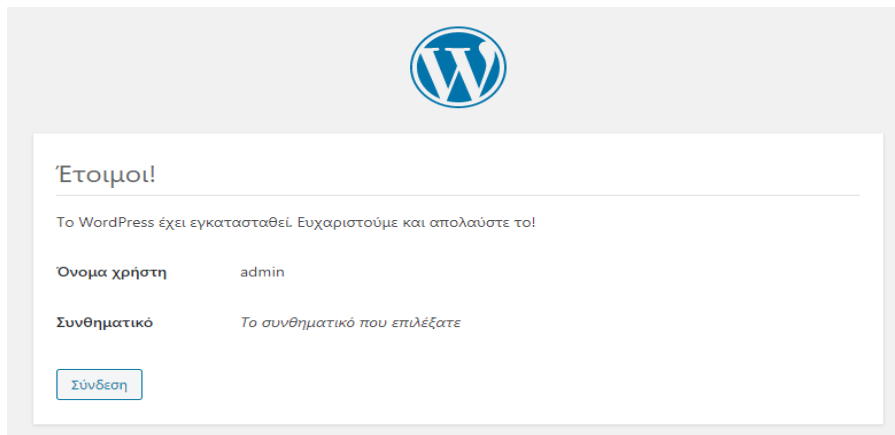 Έτοιμοι!
Το WordPress έχει εγκατασταθεί. Ευχαριστούμε και απολαύστε το!
Όνομα χρήστη admin
Συνθηματικό Το συνθηματικό που επιλέξατε
Σύνδεση